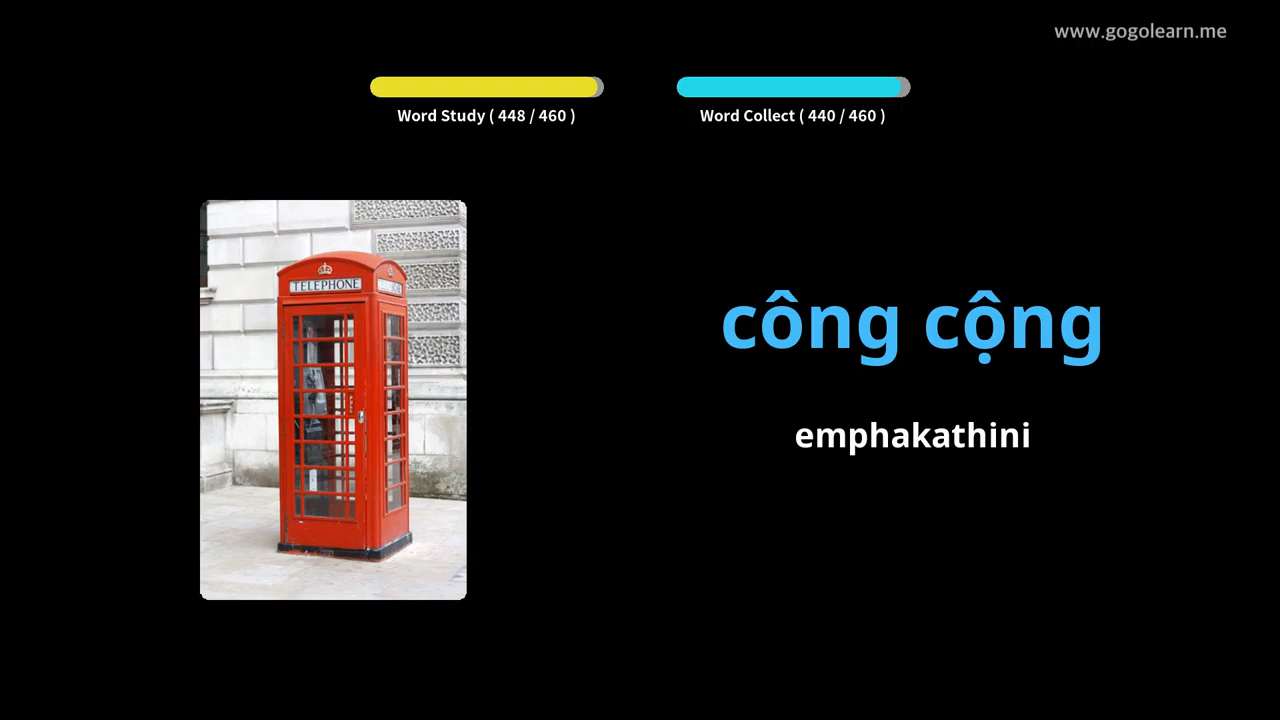 www.gogolearn.me
Word Study ( 448 / 460 )
Word Collect ( 440 / 460 )
TELEPHONE
công cộng
emphakathini